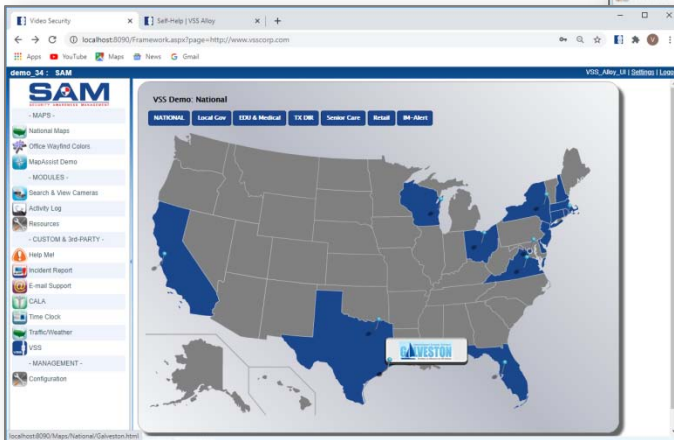 Video Security
Self-Help | VSS Alloy
localhost:8090/Framework.aspx?page=http://www.vsscorp.com
Apps YouTube Maps News Gmail
demo_34 : SAM
VSS_Alloy_UI | Settings | Logo
SAM
SECURITY AWARENESS MANAGEMENT
- MAPS -
National Maps
Office Wayfind Colors
MapAssist Demo
- MODULES -
Search & View Cameras
Activity Log
Resources
- CUSTOM & 3rd-PARTY -
Help Me!
Incident Report
E-mail Support
CALA
Time Clock
Traffic/Weather
VSS
- MANAGEMENT -
Configuration
VSS Demo: National
NATIONAL Local Gov EDU & Medical TX DIR Senior Care Retail IM-Alert
GALVESTON
localhost:8090/Maps/National/Galveston.html